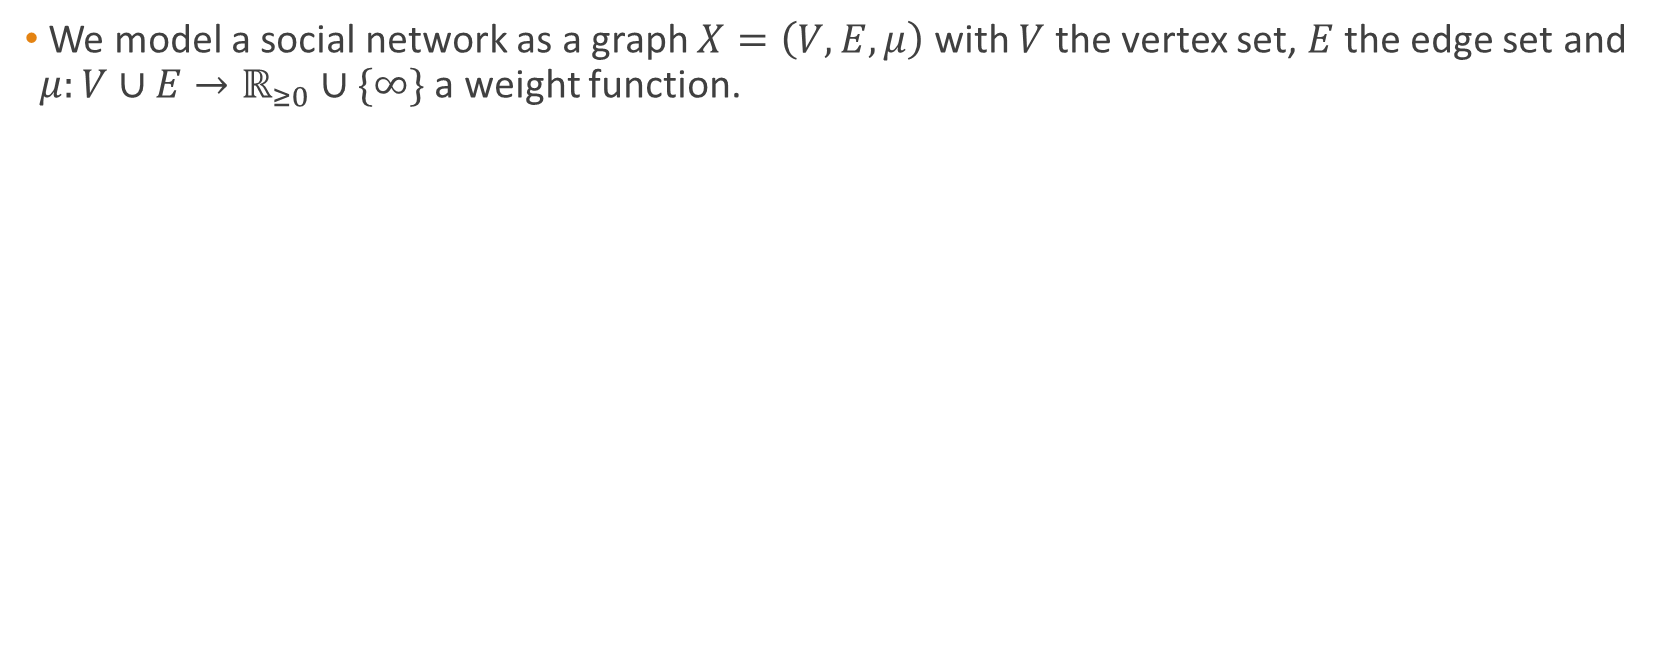 • We model a social network as a graph 𝑋 = (𝑉, 𝐸, 𝜇) with 𝑉 the vertex set, 𝐸 the edge set and
𝜇: 𝑉 ∪ 𝐸 → ℝ≥0 ∪ {∞} a weight function.